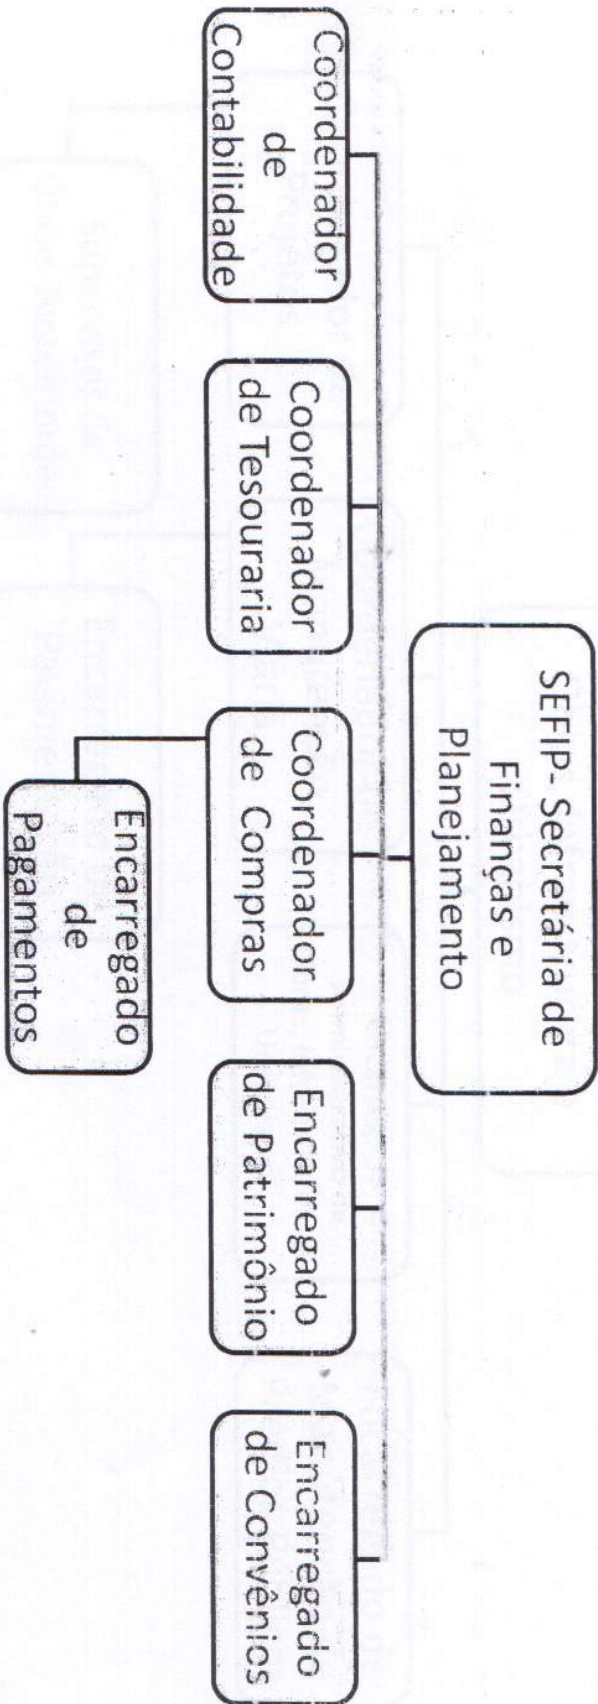 SEFIP- Secretária de
Finanças e
Planejamento
Coordenador
de
Contabilidade
Coordenador
de Tesouraria
Coordenador
de Compras
Encarregado
de Patrimônio
Encarregado
de Convênios
Encarregado
de
Pagamentos